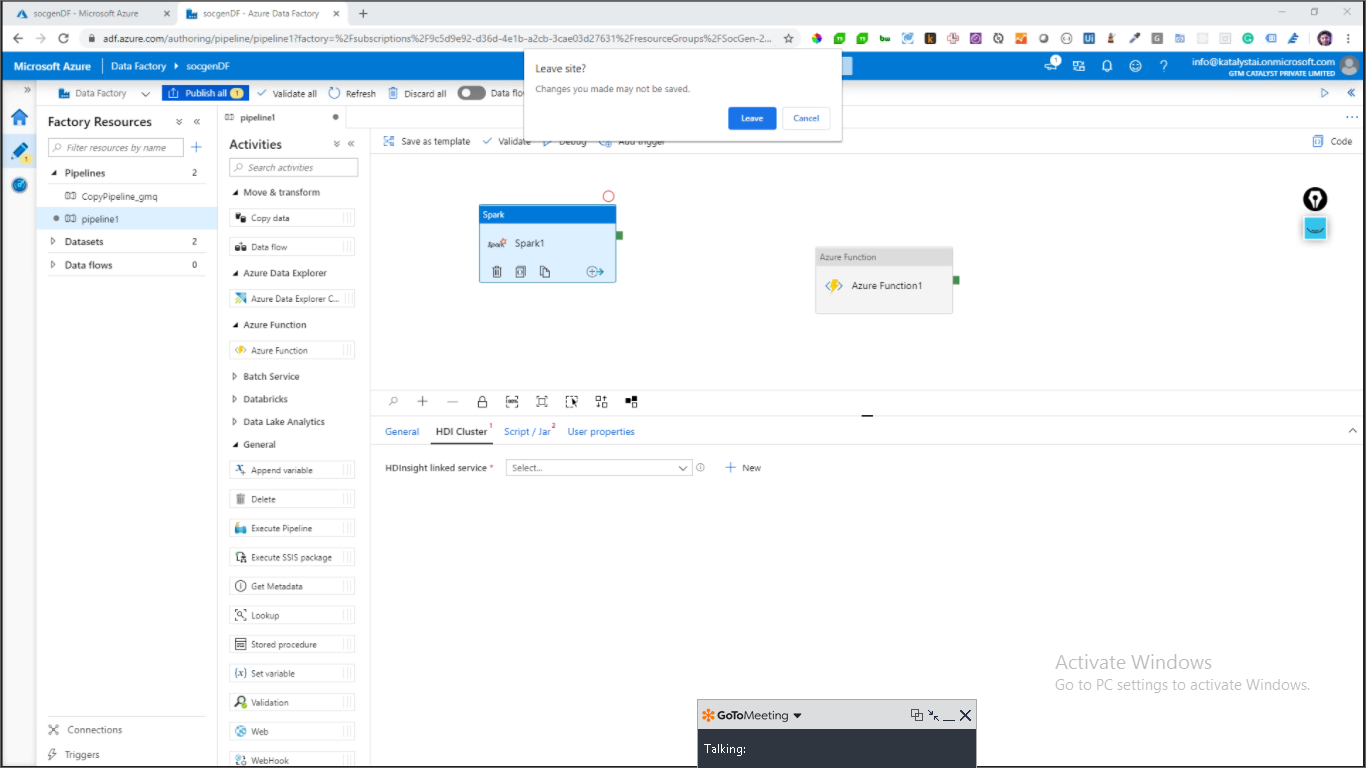 socgenDF - Microsoft Azure
socgenDF - Azure Data Factory
adf.azure.com/authoring/pipeline/pipeline1?factory=%2Fsubscriptions%2F9c5d9e92-d36d-4e1b-a2cb-3cae03d27631%2FresourceGroups%2FSocGen-2...
Microsoft Azure
Data Factory
socgenDF
Leave site?
Changes you made may not be saved.
Leave
Cancel
1
info@katalystai.onmicrosoft.com
GTM CATALYST PRIVATE LIMITED
Data Factory
Publish all 1
Validate all
Refresh
Discard all
Data flo
Factory Resources
Filter resources by name
Pipelines 2
CopyPipeline_gmq
pipeline1
Datasets 2
Data flows 0
Connections
Triggers
pipeline1
Activities
Search activities
Move & transform
Copy data
Data flow
Azure Data Explorer
Azure Data Explorer C...
Azure Function
Azure Function
Batch Service
Databricks
Data Lake Analytics
General
Append variable
Delete
Execute Pipeline
Execute SSIS package
Get Metadata
Lookup
Stored procedure
Set variable
Validation
Web
WebHook
Save as template
Validate
Debug
Add trigger
Code
Spark
Spark1
Azure Function
Azure Function1
General
HDI Cluster 1
Script / Jar 2
User properties
HDInsight linked service *
Select...
New
Activate Windows
Go to PC settings to activate Windows.
GoToMeeting
Talking: